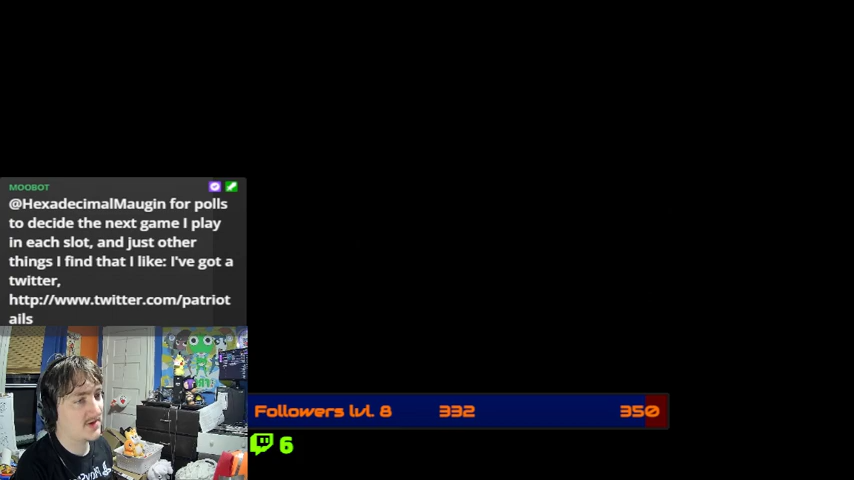 MOOBOT
@HexadecimalMaugin for polls
to decide the next game I play
in each slot, and just other
things I find that I like: I've got a
twitter,
http://www.twitter.com/patriot
ails
Followers lvl. 8 332 350
6